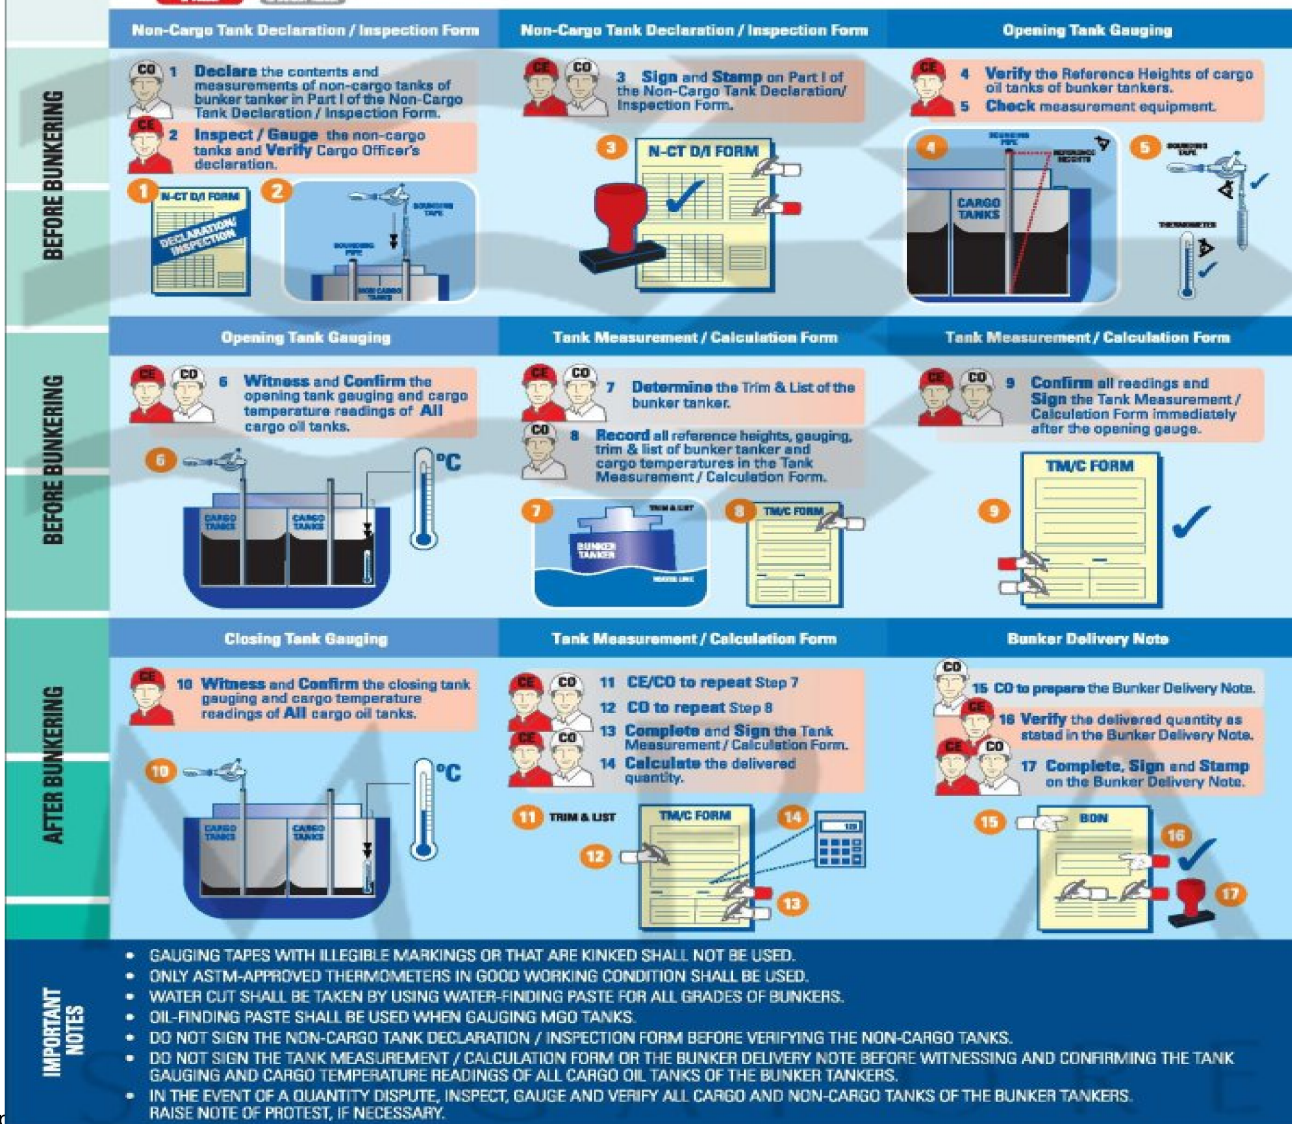 Non-Cargo Tank Declaration / Inspection Form
Non-Cargo Tank Declaration / Inspection Form
Opening Tank Gauging
BEFORE BUNKERING
CO
1 Declare the contents and
measurements of non-cargo tanks of
bunker tanker in Part I of the Non-Cargo
Tank Declaration / Inspection Form.
CE
2 Inspect / Gauge the non-cargo
tanks and Verify Cargo Officer's
declaration.
1
N-CT D/I FORM
DECLARATION/
INSPECTION
2
SOUNDING
TAPE
SOUNDING
PIPE
NON CARGO
TANKS
CE CO
3 Sign and Stamp on Part I of
the Non-Cargo Tank Declaration/
Inspection Form.
3
N-CT D/I FORM
CE
4 Verify the Reference Heights of cargo
oil tanks of bunker tankers.
5 Check measurement equipment.
4
SOUNDING
PIPE
REFERENCE
HEIGHTS
CARGO
TANKS
5
SOUNDING
TAPE
THERMOMETER
BEFORE BUNKERING
Opening Tank Gauging
Tank Measurement / Calculation Form
Tank Measurement / Calculation Form
CE CO
6 Witness and Confirm the
opening tank gauging and cargo
temperature readings of All
cargo oil tanks.
6
°C
CARGO
TANKS
CARGO
TANKS
CE CO
7 Determine the Trim & List of the
bunker tanker.
CO
8 Record all reference heights, gauging,
trim & list of bunker tanker and
cargo temperatures in the Tank
Measurement / Calculation Form.
7
TRIM & LIST
BUNKER
TANKER
WATER LINE
8
TM/C FORM
CE CO
9 Confirm all readings and
Sign the Tank Measurement /
Calculation Form immediately
after the opening gauge.
9
TM/C FORM
AFTER BUNKERING
Closing Tank Gauging
Tank Measurement / Calculation Form
Bunker Delivery Note
CE
10 Witness and Confirm the closing tank
gauging and cargo temperature
readings of All cargo oil tanks.
10
°C
CARGO
TANKS
CARGO
TANKS
CE CO
11 CE/CO to repeat Step 7
12 CO to repeat Step 8
CE CO
13 Complete and Sign the Tank
Measurement / Calculation Form.
14 Calculate the delivered
quantity.
11 TRIM & LIST
TM/C FORM
14
123
12
13
CO
15 CO to prepare the Bunker Delivery Note.
CE
16 Verify the delivered quantity as
stated in the Bunker Delivery Note.
CE CO
17 Complete, Sign and Stamp
on the Bunker Delivery Note.
15
BDN
16
17
M P A
IMPORTANT
NOTES
• GAUGING TAPES WITH ILLEGIBLE MARKINGS OR THAT ARE KINKED SHALL NOT BE USED.
• ONLY ASTM-APPROVED THERMOMETERS IN GOOD WORKING CONDITION SHALL BE USED.
• WATER CUT SHALL BE TAKEN BY USING WATER-FINDING PASTE FOR ALL GRADES OF BUNKERS.
• OIL-FINDING PASTE SHALL BE USED WHEN GAUGING MGO TANKS.
• DO NOT SIGN THE NON-CARGO TANK DECLARATION / INSPECTION FORM BEFORE VERIFYING THE NON-CARGO TANKS.
• DO NOT SIGN THE TANK MEASUREMENT / CALCULATION FORM OR THE BUNKER DELIVERY NOTE BEFORE WITNESSING AND CONFIRMING THE TANK
GAUGING AND CARGO TEMPERATURE READINGS OF ALL CARGO OIL TANKS OF THE BUNKER TANKERS.
• IN THE EVENT OF A QUANTITY DISPUTE, INSPECT, GAUGE AND VERIFY ALL CARGO AND NON-CARGO TANKS OF THE BUNKER TANKERS.
RAISE NOTE OF PROTEST, IF NECESSARY.